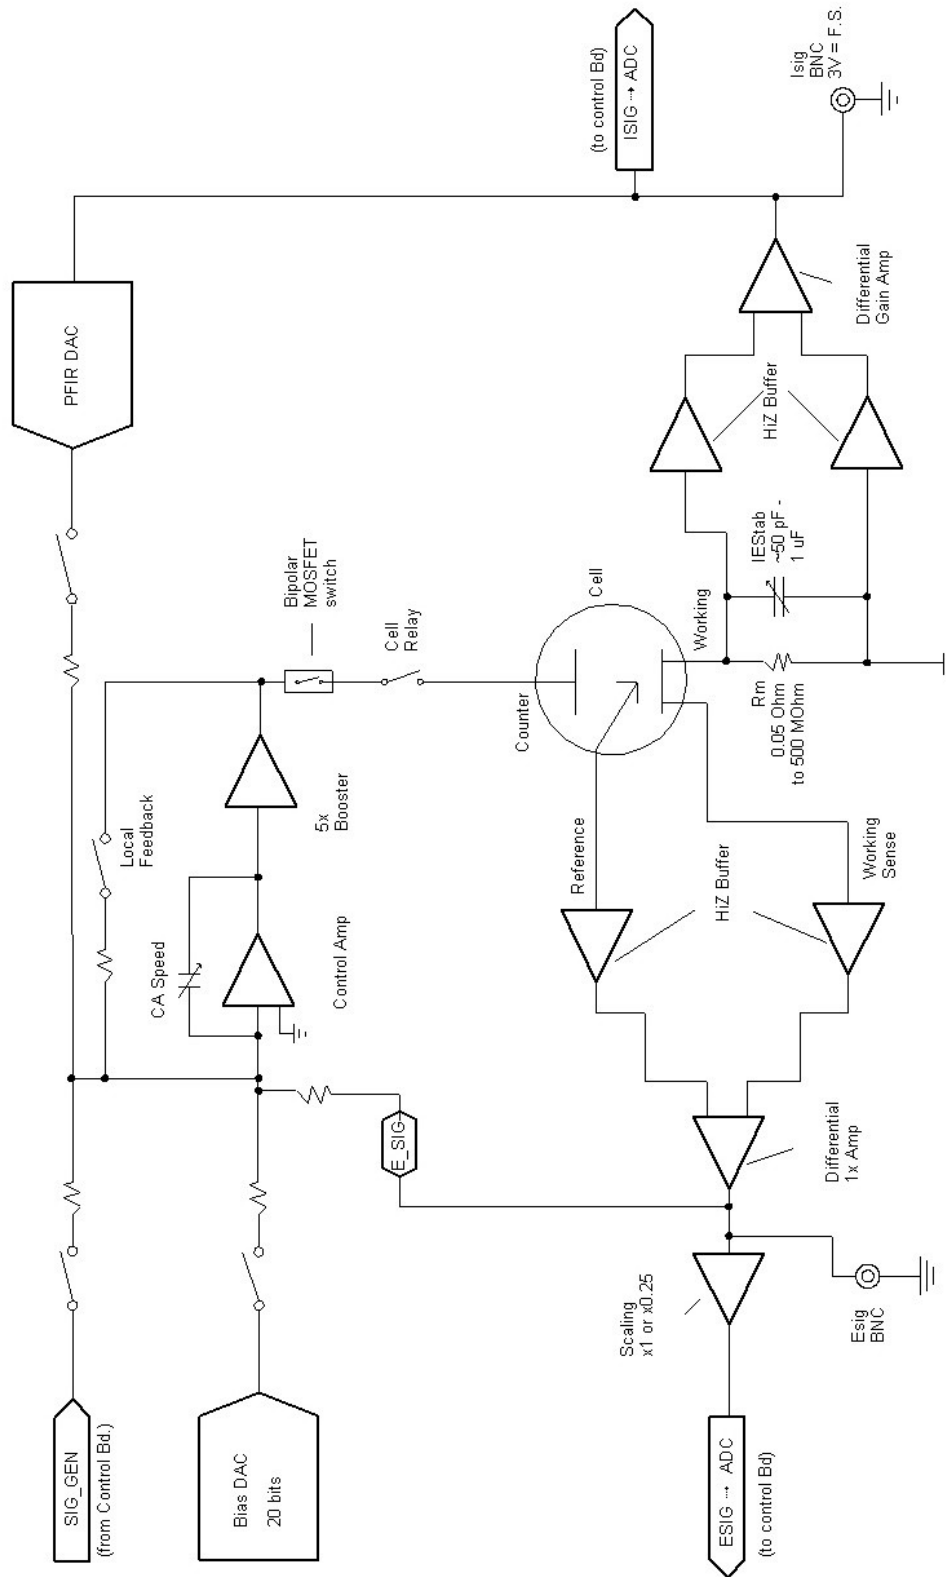 SIG_GEN
(from Control Bd.)
Bias DAC
20 bits
PFIR DAC
Local
Feedback
CA Speed
Control Amp
5x
Booster
Bipolar
MOSFET
switch
Cell
Relay
E_SIG
Counter
Cell
Reference
Working
Working
Sense
HiZ Buffer
Differential
1x Amp
Scaling
x1 or x0.25
Esig
BNC
ESIG ⇢ ADC
(to control Bd)
Rm
0.05 Ohm
to 500 MOhm
IEStab
~50 pF -
1 uF
HiZ Buffer
Differential
Gain Amp
(to control Bd)
ISIG ⇢ ADC
Isig
BNC
3V = F.S.